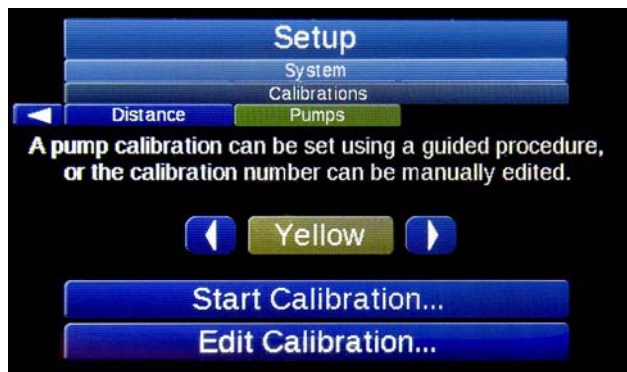 Setup
System
Calibrations
Distance Pumps
A pump calibration can be set using a guided procedure,
or the calibration number can be manually edited.
Yellow
Start Calibration...
Edit Calibration...